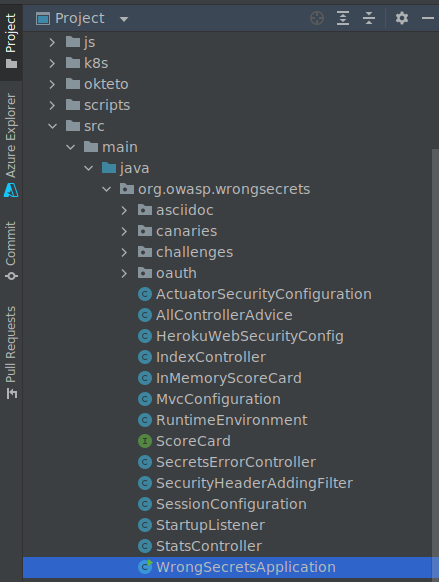 Project
Project
Azure Explorer
Commit
Pull Requests
js
k8s
okteto
scripts
src
main
java
org.owasp.wrongsecrets
asciidoc
canaries
challenges
oauth
C ActuatorSecurityConfiguration
C AllControllerAdvice
C HerokuWebSecurityConfig
C IndexController
C InMemoryScoreCard
C MvcConfiguration
C RuntimeEnvironment
I ScoreCard
C SecretsErrorController
C SecurityHeaderAddingFilter
C SessionConfiguration
C StartupListener
C StatsController
C WrongSecretsApplication